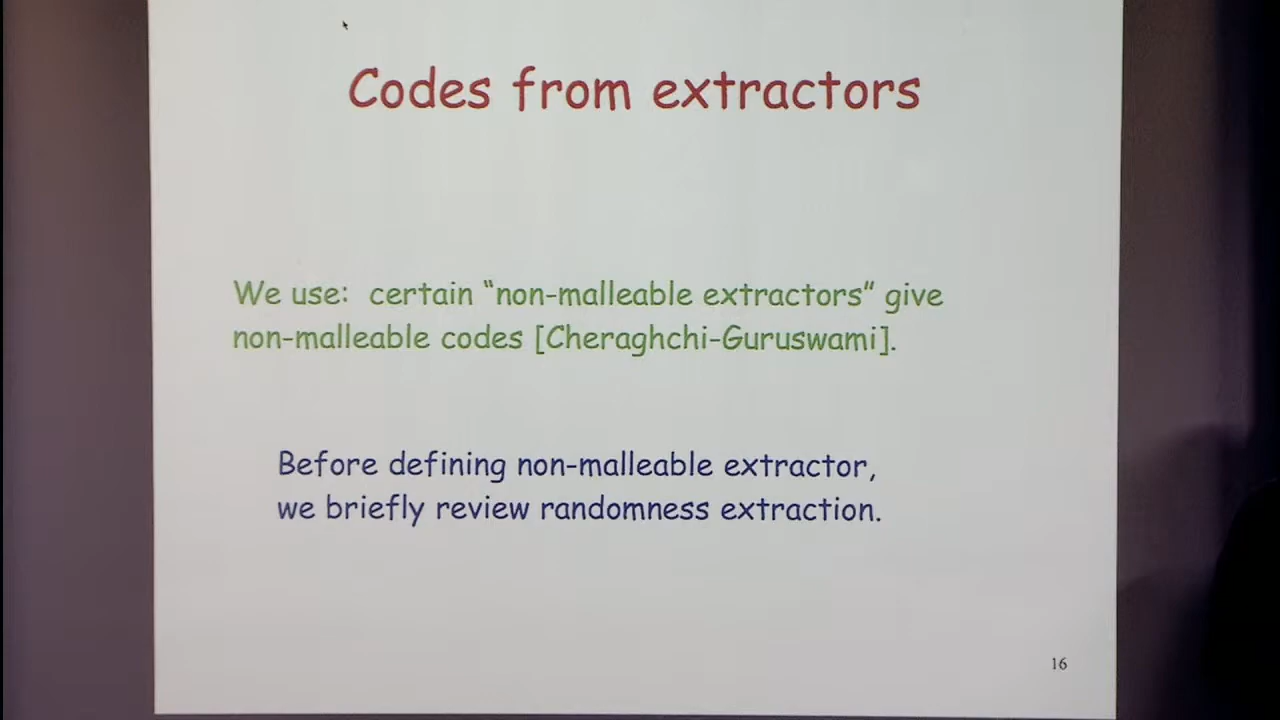 Codes from extractors
We use: certain “non-malleable extractors” give
non-malleable codes [Cheraghchi-Guruswami].
Before defining non-malleable extractor,
we briefly review randomness extraction.
16